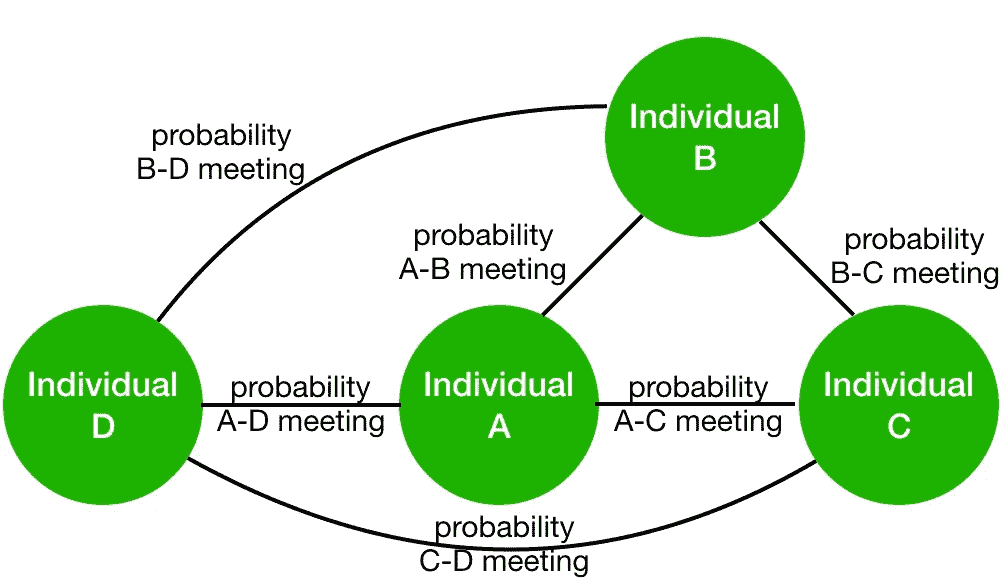 Individual
B
probability
B-D meeting
probability
A-B meeting
probability
B-C meeting
Individual
D
probability
A-D meeting
Individual
A
probability
A-C meeting
Individual
C
probability
C-D meeting